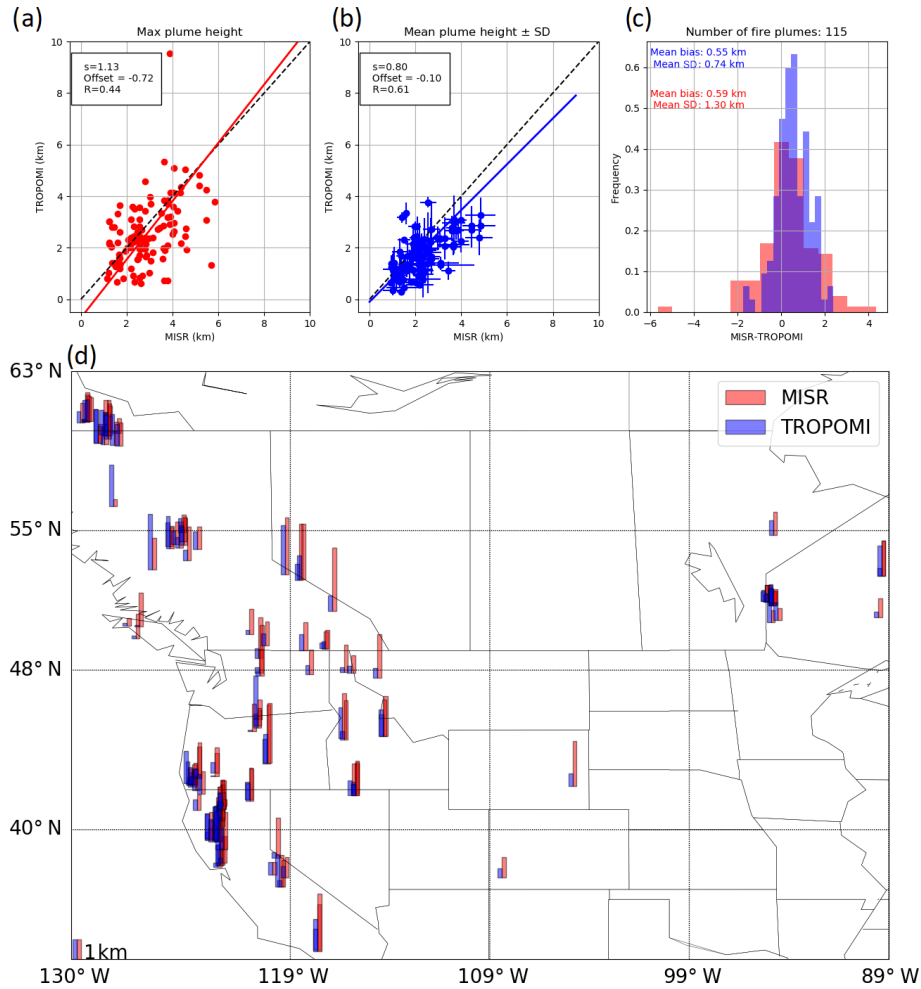 (a)
Max plume height
s=1.13
Offset = -0.72
R=0.44
TROPOMI (km)
10
8
6
4
2
0
0
2
4
6
8
10
MISR (km)
(b)
Mean plume height ± SD
s=0.80
Offset = -0.10
R=0.61
TROPOMI (km)
10
8
6
4
2
0
0
2
4
6
8
10
MISR (km)
(c)
Number of fire plumes: 115
Mean bias: 0.55 km
Mean SD: 0.74 km
Mean bias: 0.59 km
Mean SD: 1.30 km
Frequency
0.6
0.5
0.4
0.3
0.2
0.1
0.0
−6
−4
−2
0
2
4
MISR-TROPOMI
(d)
63° N
55° N
48° N
40° N
MISR
TROPOMI
1km
130° W
119° W
109° W
99° W
89° W